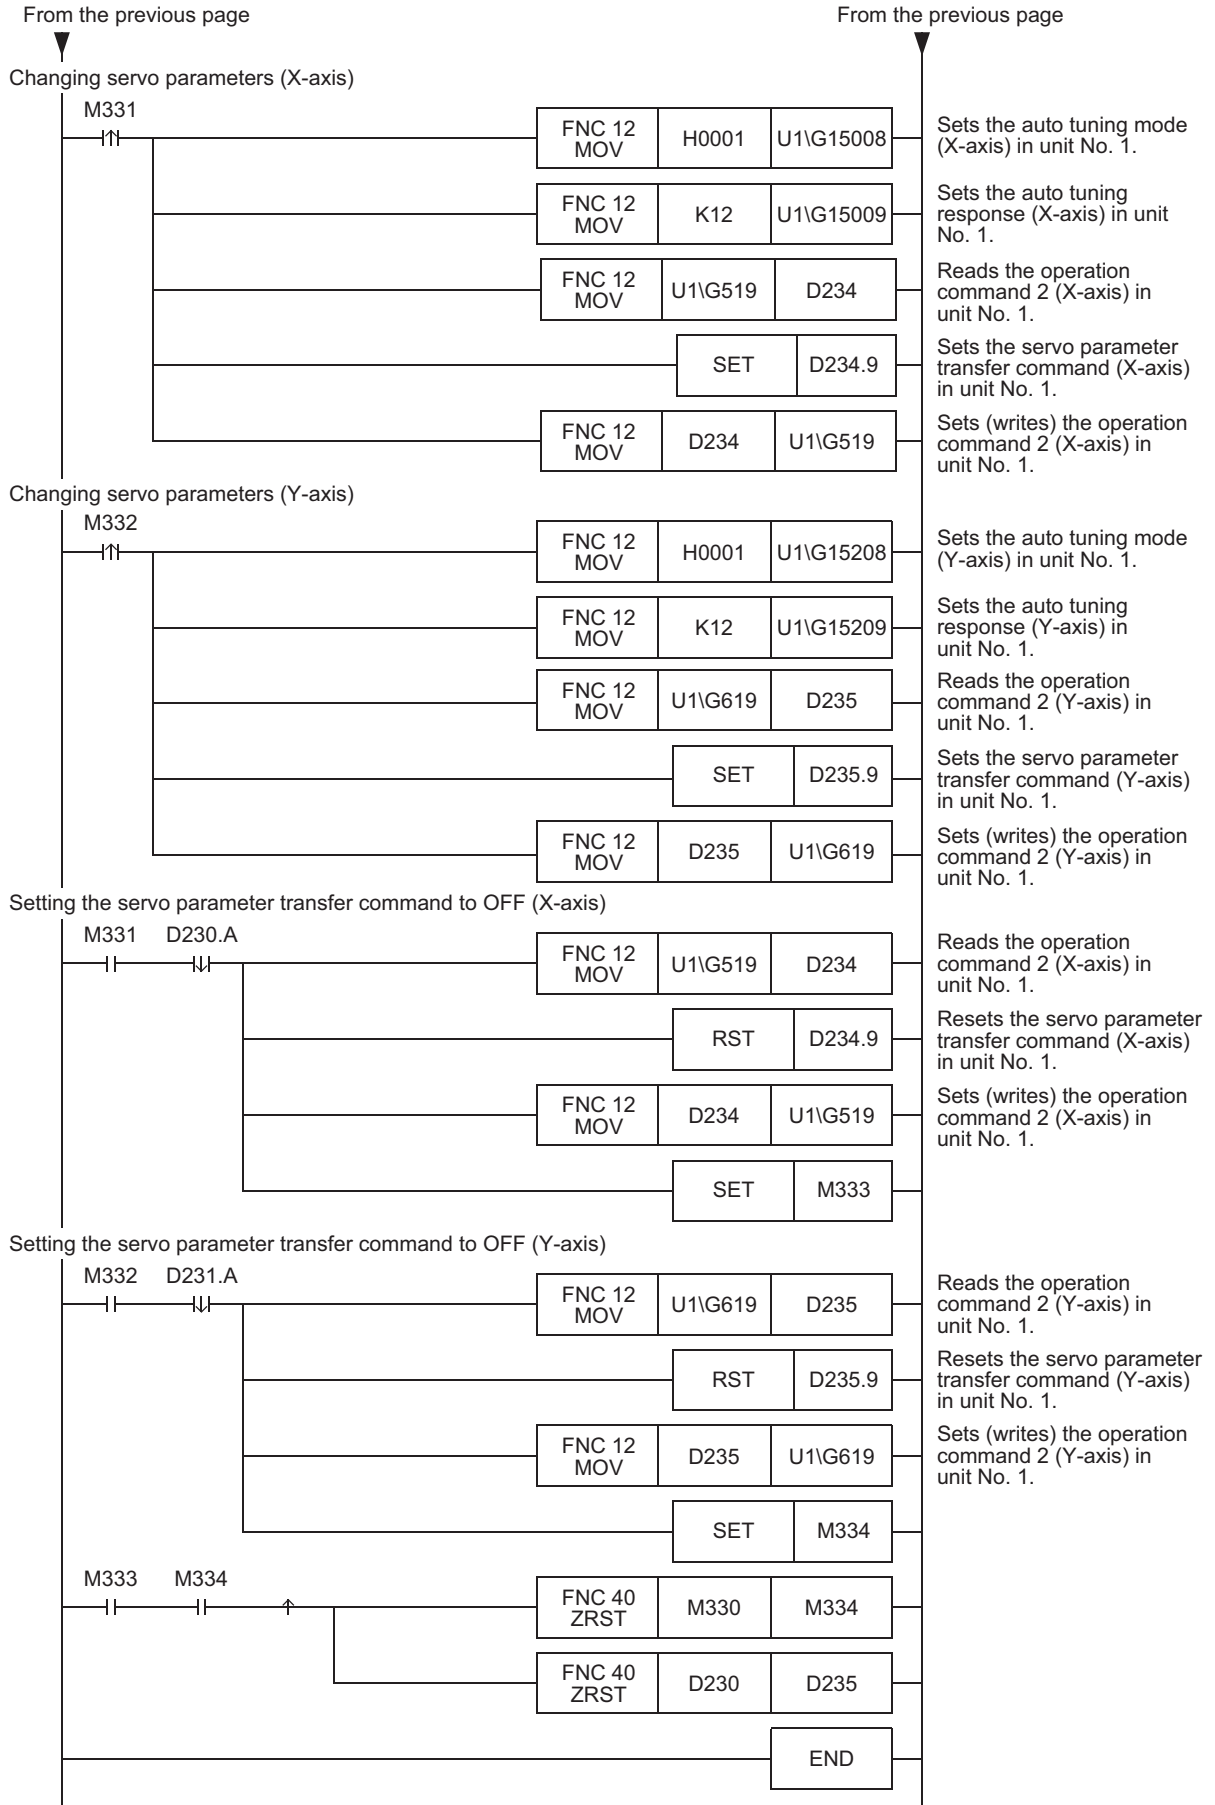 From the previous page
From the previous page
Changing servo parameters (X-axis)
M331
FNC 12
MOV
H0001
U1\G15008
Sets the auto tuning mode
(X-axis) in unit No. 1.
FNC 12
MOV
K12
U1\G15009
Sets the auto tuning
response (X-axis) in unit
No. 1.
FNC 12
MOV
U1\G519
D234
Reads the operation
command 2 (X-axis) in
unit No. 1.
SET
D234.9
Sets the servo parameter
transfer command (X-axis)
in unit No. 1.
FNC 12
MOV
D234
U1\G519
Sets (writes) the operation
command 2 (X-axis) in
unit No. 1.
Changing servo parameters (Y-axis)
M332
FNC 12
MOV
H0001
U1\G15208
Sets the auto tuning mode
(Y-axis) in unit No. 1.
FNC 12
MOV
K12
U1\G15209
Sets the auto tuning
response (Y-axis) in
unit No. 1.
FNC 12
MOV
U1\G619
D235
Reads the operation
command 2 (Y-axis) in
unit No. 1.
SET
D235.9
Sets the servo parameter
transfer command (Y-axis)
in unit No. 1.
FNC 12
MOV
D235
U1\G619
Sets (writes) the operation
command 2 (Y-axis) in
unit No. 1.
Setting the servo parameter transfer command to OFF (X-axis)
M331
D230.A
FNC 12
MOV
U1\G519
D234
Reads the operation
command 2 (X-axis) in
unit No. 1.
RST
D234.9
Resets the servo parameter
transfer command (X-axis)
in unit No. 1.
FNC 12
MOV
D234
U1\G519
Sets (writes) the operation
command 2 (X-axis) in
unit No. 1.
SET
M333
Setting the servo parameter transfer command to OFF (Y-axis)
M332
D231.A
FNC 12
MOV
U1\G619
D235
Reads the operation
command 2 (Y-axis) in
unit No. 1.
RST
D235.9
Resets the servo parameter
transfer command (Y-axis)
in unit No. 1.
FNC 12
MOV
D235
U1\G619
Sets (writes) the operation
command 2 (Y-axis) in
unit No. 1.
SET
M334
M333
M334
FNC 40
ZRST
M330
M334
FNC 40
ZRST
D230
D235
END